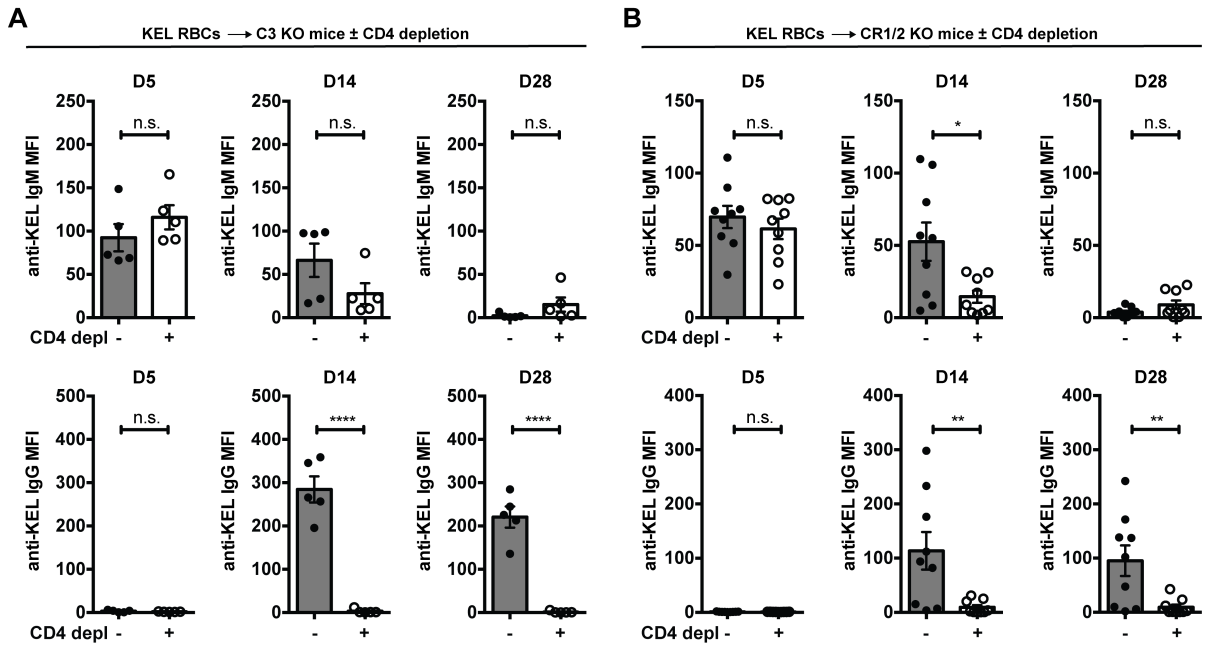 A
KEL RBCs → C3 KO mice ± CD4 depletion
D5
anti-KEL IgM MFI
250
200
150
100
50
0
n.s.
CD4 depl - +
D14
anti-KEL IgM MFI
250
200
150
100
50
0
n.s.
- +
D28
anti-KEL IgM MFI
250
200
150
100
50
0
n.s.
- +
D5
anti-KEL IgG MFI
500
400
300
200
100
0
n.s.
CD4 depl - +
D14
anti-KEL IgG MFI
500
400
300
200
100
0
****
- +
D28
anti-KEL IgG MFI
500
400
300
200
100
0
****
- +
B
KEL RBCs → CR1/2 KO mice ± CD4 depletion
D5
anti-KEL IgM MFI
150
100
50
0
n.s.
CD4 depl - +
D14
anti-KEL IgM MFI
150
100
50
0
*
- +
D28
anti-KEL IgM MFI
150
100
50
0
n.s.
- +
D5
anti-KEL IgG MFI
400
300
200
100
0
n.s.
CD4 depl - +
D14
anti-KEL IgG MFI
400
300
200
100
0
**
- +
D28
anti-KEL IgG MFI
400
300
200
100
0
**
- +